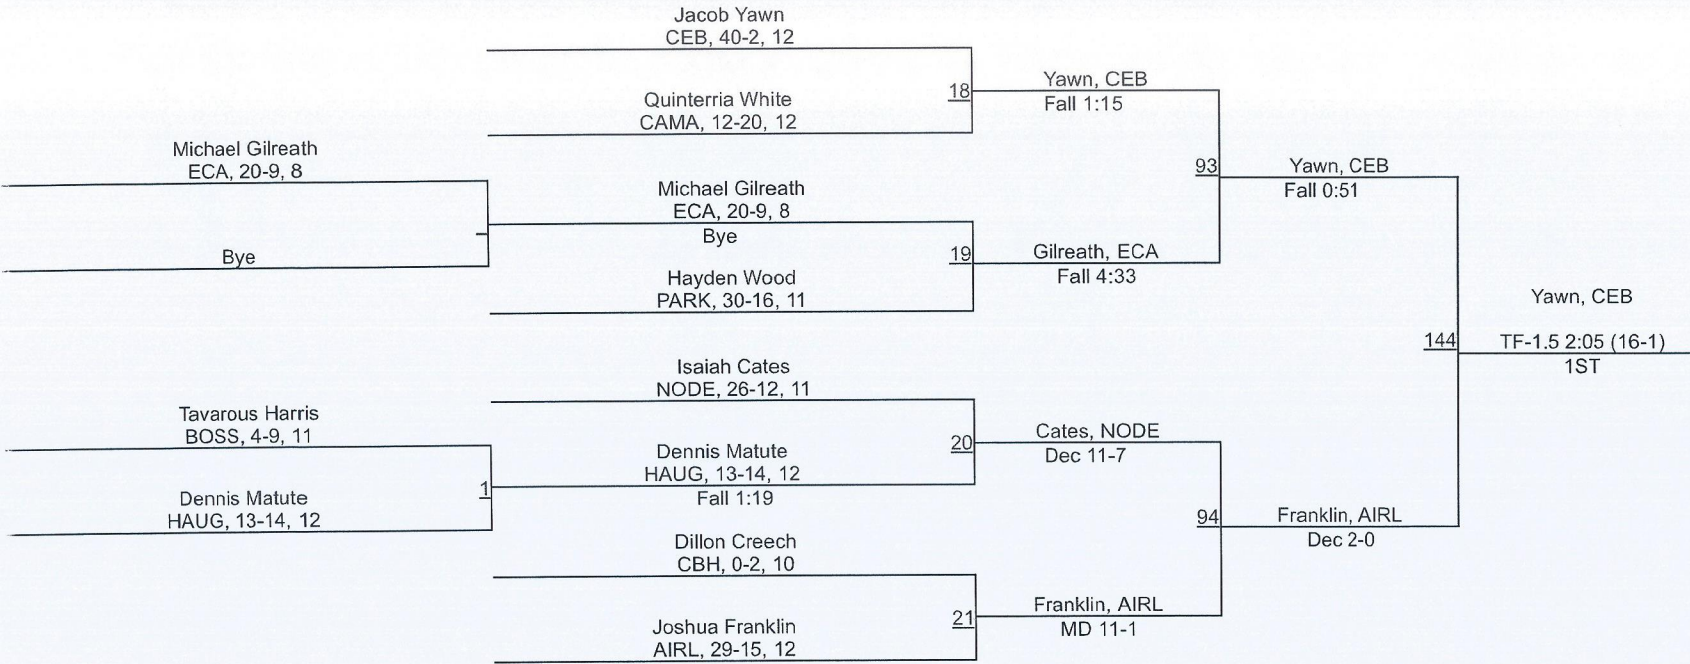 Jacob Yawn
CEB, 40-2, 12
18
Yawn, CEB
Fall 1:15
Quinterria White
CAMA, 12-20, 12
Michael Gilreath
ECA, 20-9, 8
93
Yawn, CEB
Fall 0:51
Michael Gilreath
ECA, 20-9, 8
Bye
Bye
19
Gilreath, ECA
Fall 4:33
Hayden Wood
PARK, 30-16, 11
Yawn, CEB
144
TF-1.5 2:05 (16-1)
1ST
Isaiah Cates
NODE, 26-12, 11
Tavarous Harris
BOSS, 4-9, 11
20
Cates, NODE
Dec 11-7
Dennis Matute
HAUG, 13-14, 12
Fall 1:19
1
Dennis Matute
HAUG, 13-14, 12
94
Franklin, AIRL
Dec 2-0
Dillon Creech
CBH, 0-2, 10
21
Franklin, AIRL
MD 11-1
Joshua Franklin
AIRL, 29-15, 12